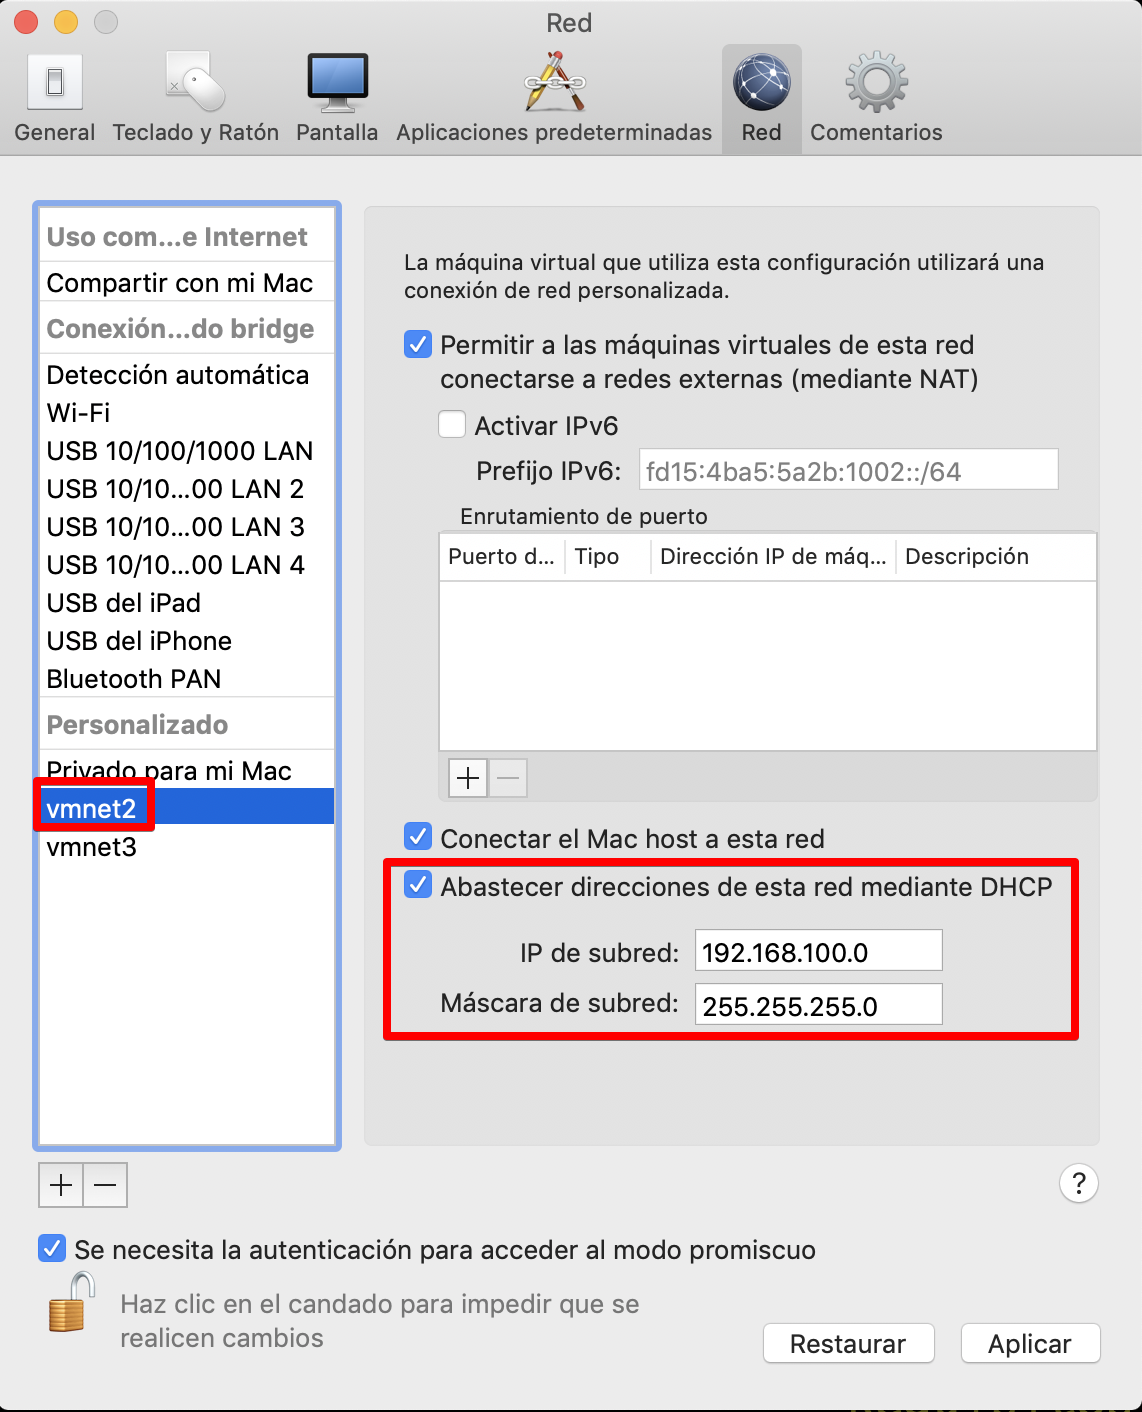 Red
General
Teclado y Ratón
Pantalla
Aplicaciones predeterminadas
Red
Comentarios
Uso com...e Internet
Compartir con mi Mac
Conexión...do bridge
Detección automática
Wi-Fi
USB 10/100/1000 LAN
USB 10/10...00 LAN 2
USB 10/10...00 LAN 3
USB 10/10...00 LAN 4
USB del iPad
USB del iPhone
Bluetooth PAN
Personalizado
Privado para mi Mac
vmnet2
vmnet3
La máquina virtual que utiliza esta configuración utilizará una
conexión de red personalizada.
Permitir a las máquinas virtuales de esta red
conectarse a redes externas (mediante NAT)
Activar IPv6
Prefijo IPv6: fd15:4ba5:5a2b:1002::/64
Enrutamiento de puerto
Puerto d... Tipo Dirección IP de máq... Descripción
Conectar el Mac host a esta red
Abastecer direcciones de esta red mediante DHCP
IP de subred: 192.168.100.0
Máscara de subred: 255.255.255.0
?
Se necesita la autenticación para acceder al modo promiscuo
Haz clic en el candado para impedir que se
realicen cambios
Restaurar
Aplicar